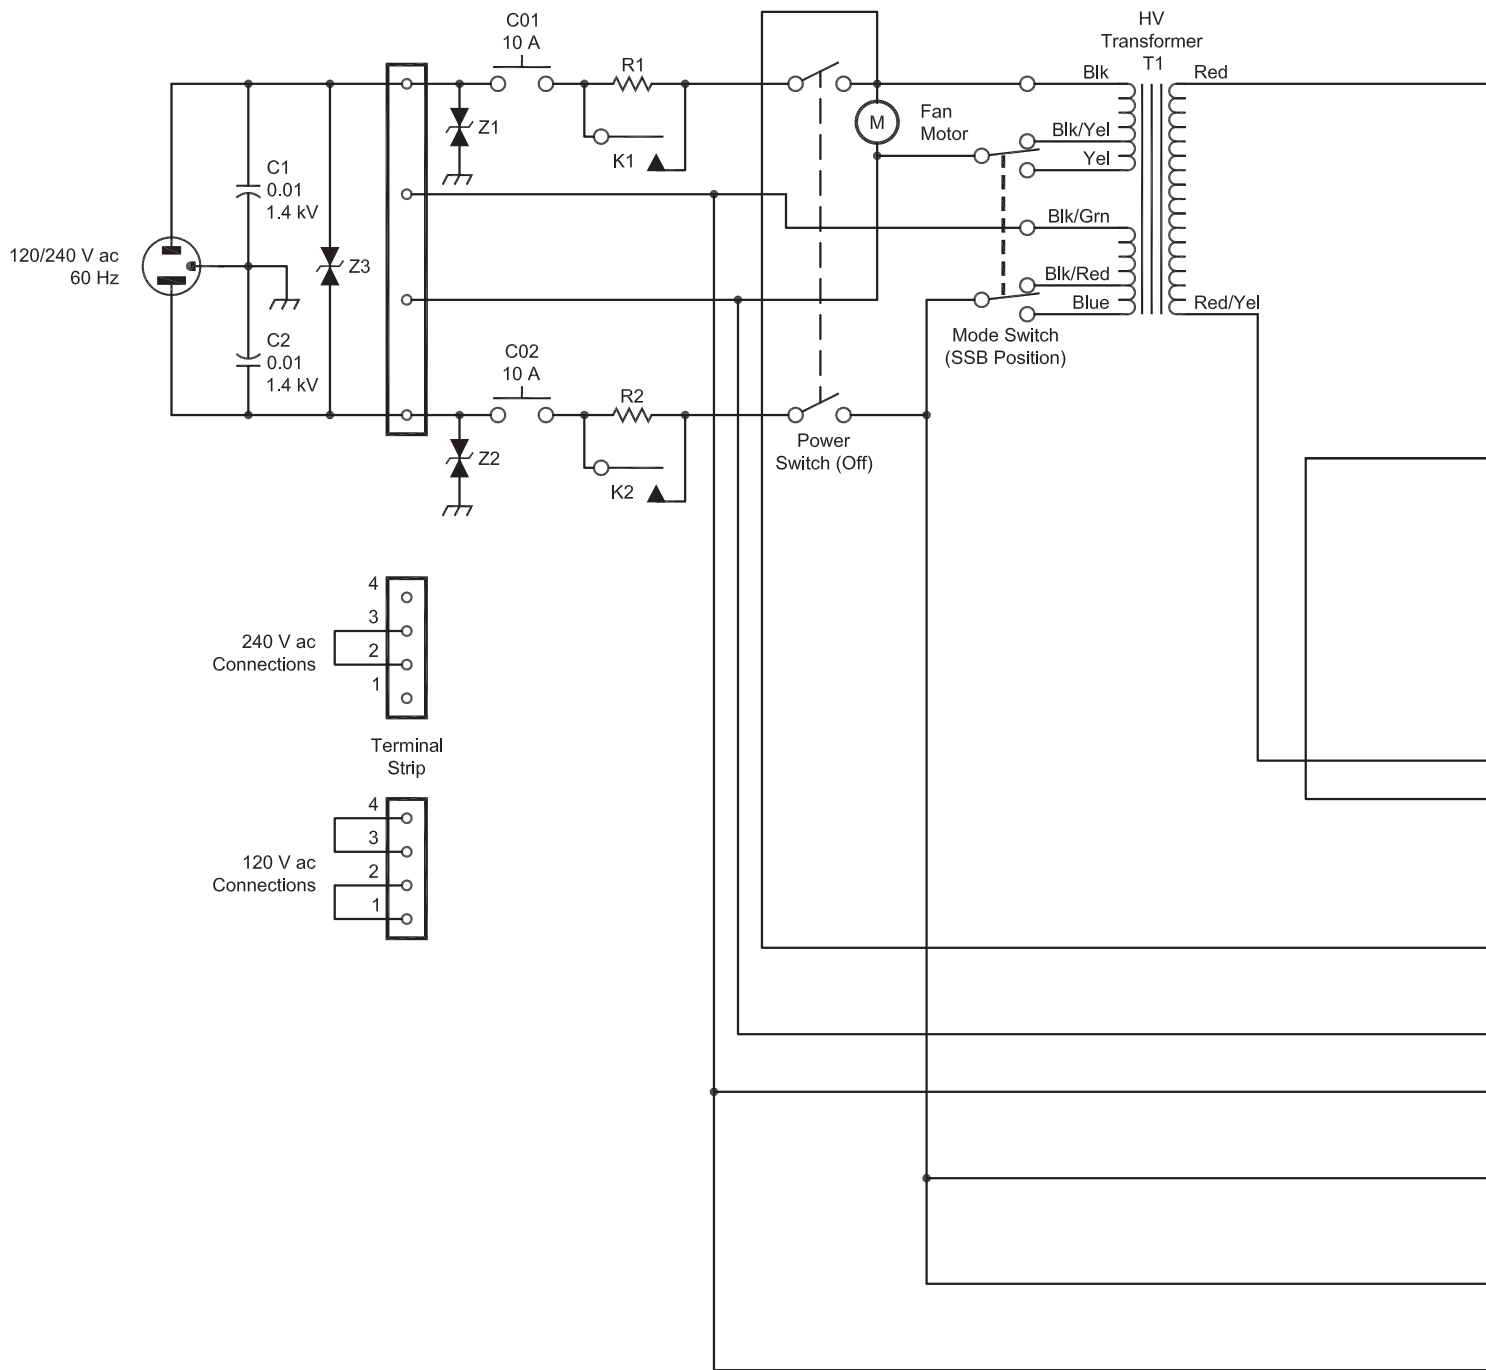 C01
10 A
R1
HV
Transformer
T1
Blk
Red
Z1
K1
M
Fan
Motor
Blk/Yel
Yel
C1
0.01
1.4 kV
Blk/Grn
120/240 V ac
60 Hz
Z3
Blk/Red
Blue
Red/Yel
C2
0.01
1.4 kV
Mode Switch
(SSB Position)
C02
10 A
R2
Z2
K2
Power
Switch (Off)
4
3
2
1
240 V ac
Connections
Terminal
Strip
4
3
2
1
120 V ac
Connections